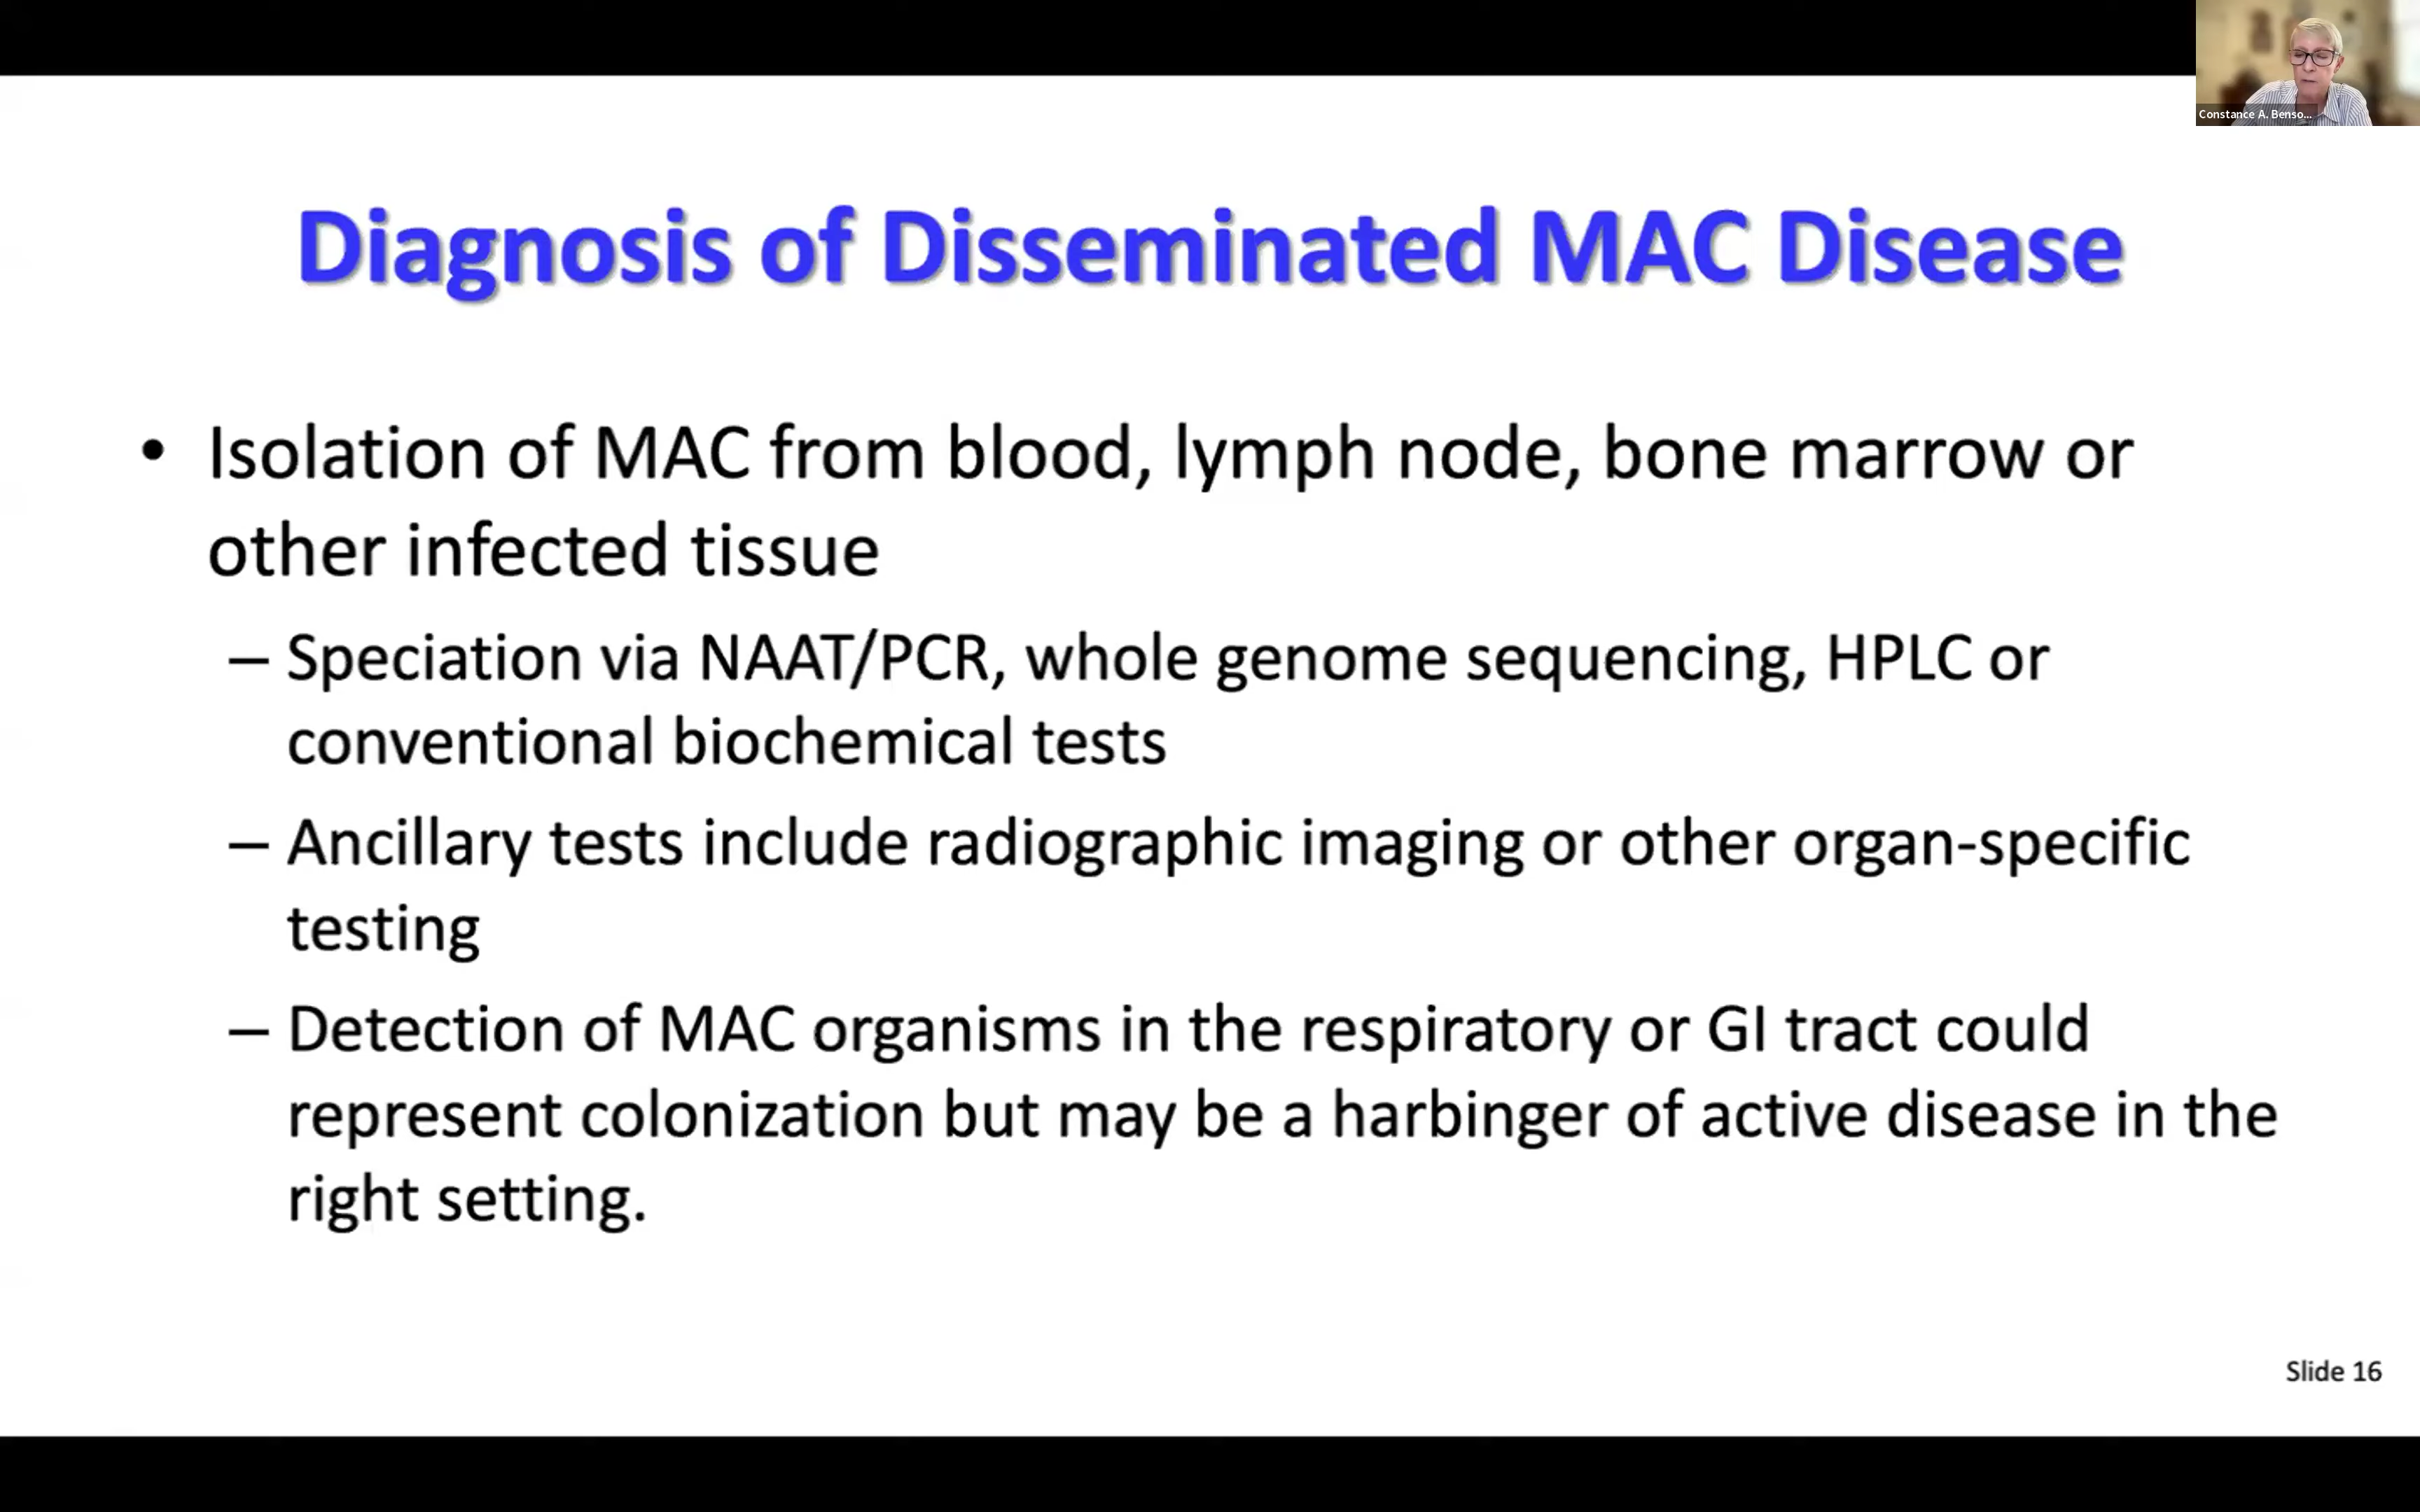 Constance A. Benso...
Diagnosis of Disseminated MAC Disease
• Isolation of MAC from blood, lymph node, bone marrow or
other infected tissue
– Speciation via NAAT/PCR, whole genome sequencing, HPLC or
conventional biochemical tests
– Ancillary tests include radiographic imaging or other organ-specific
testing
– Detection of MAC organisms in the respiratory or GI tract could
represent colonization but may be a harbinger of active disease in the
right setting.
Slide 16